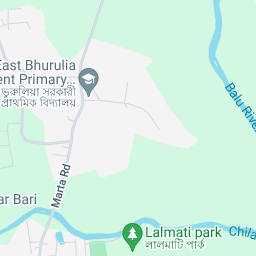 East Bhurulia
ent Primary...
ভুরুলিয়া সরকারী
প্রাথমিক বিদ্যালয়
Balu River
Marta Rd
ar Bari
Lalmati park
লালমাটি পার্ক
Chila